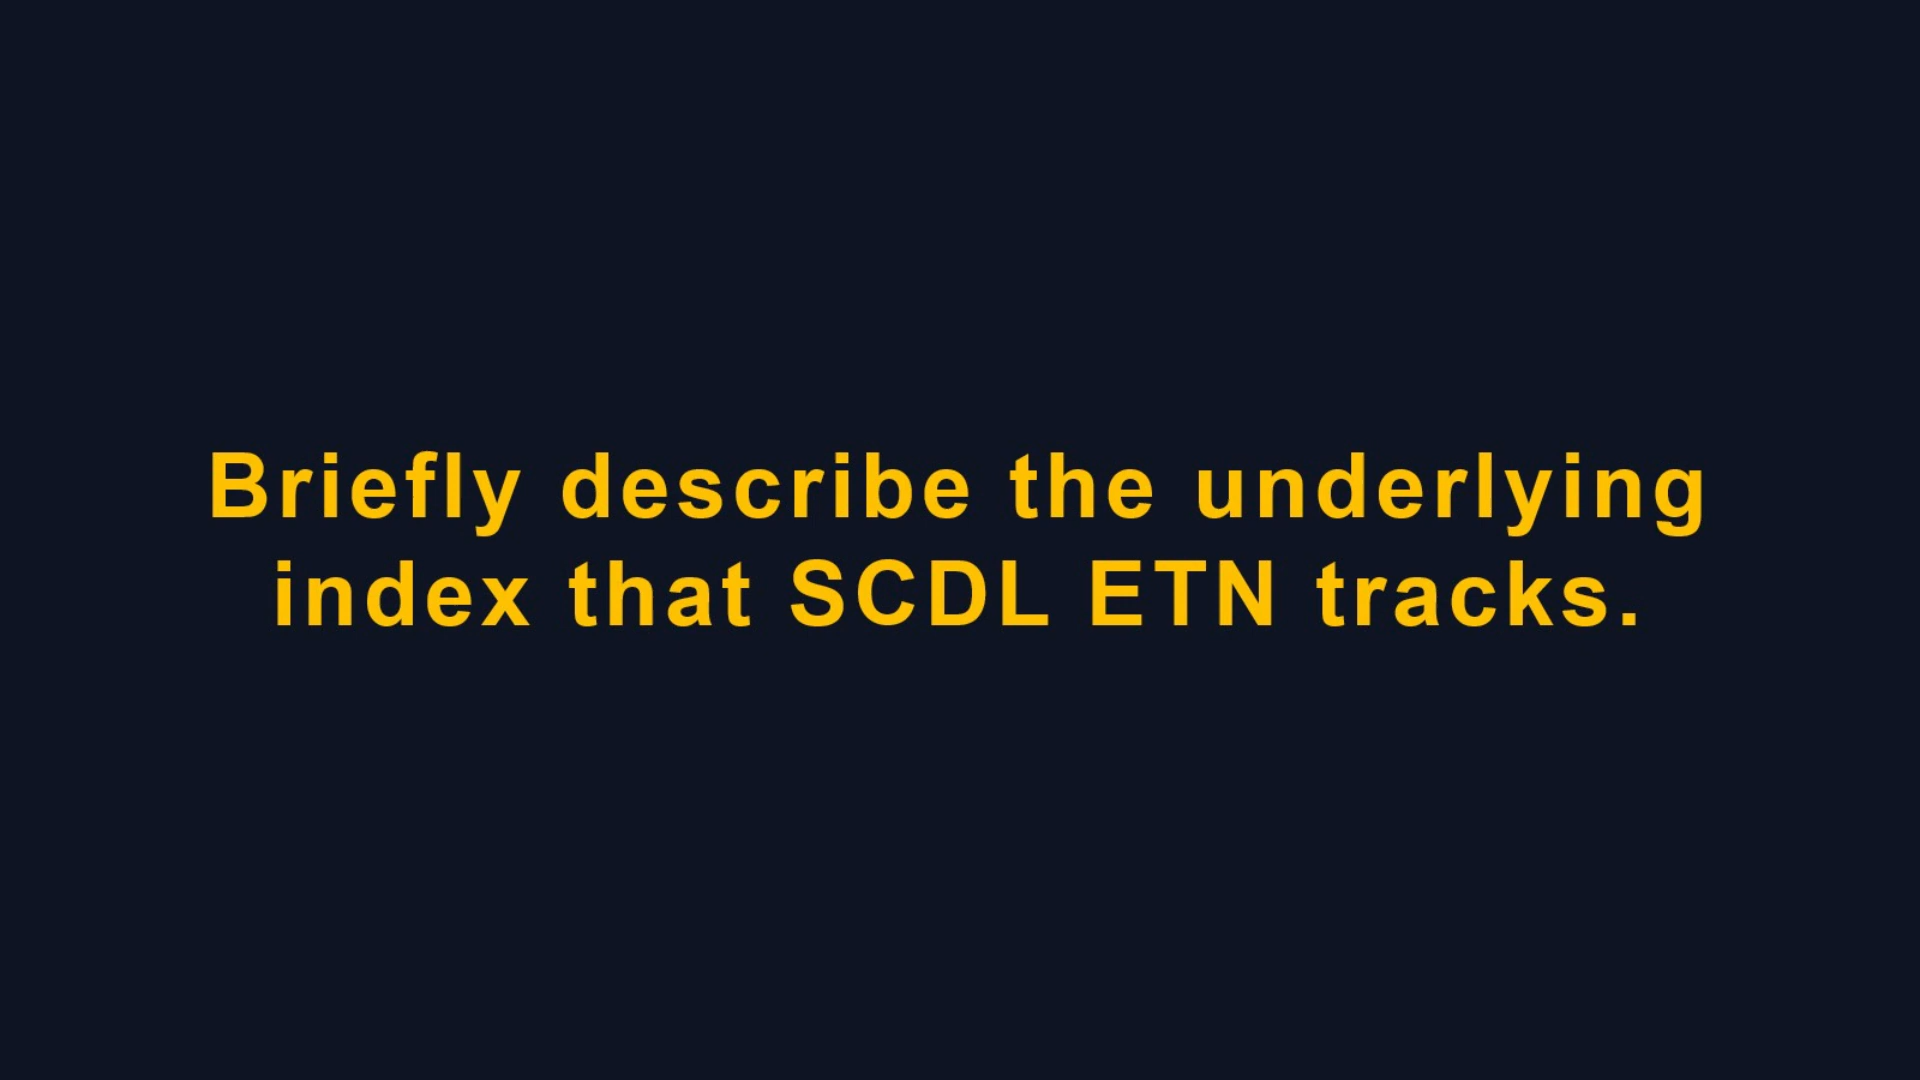 Briefly describe the underlying
index that SCDL ETN tracks.